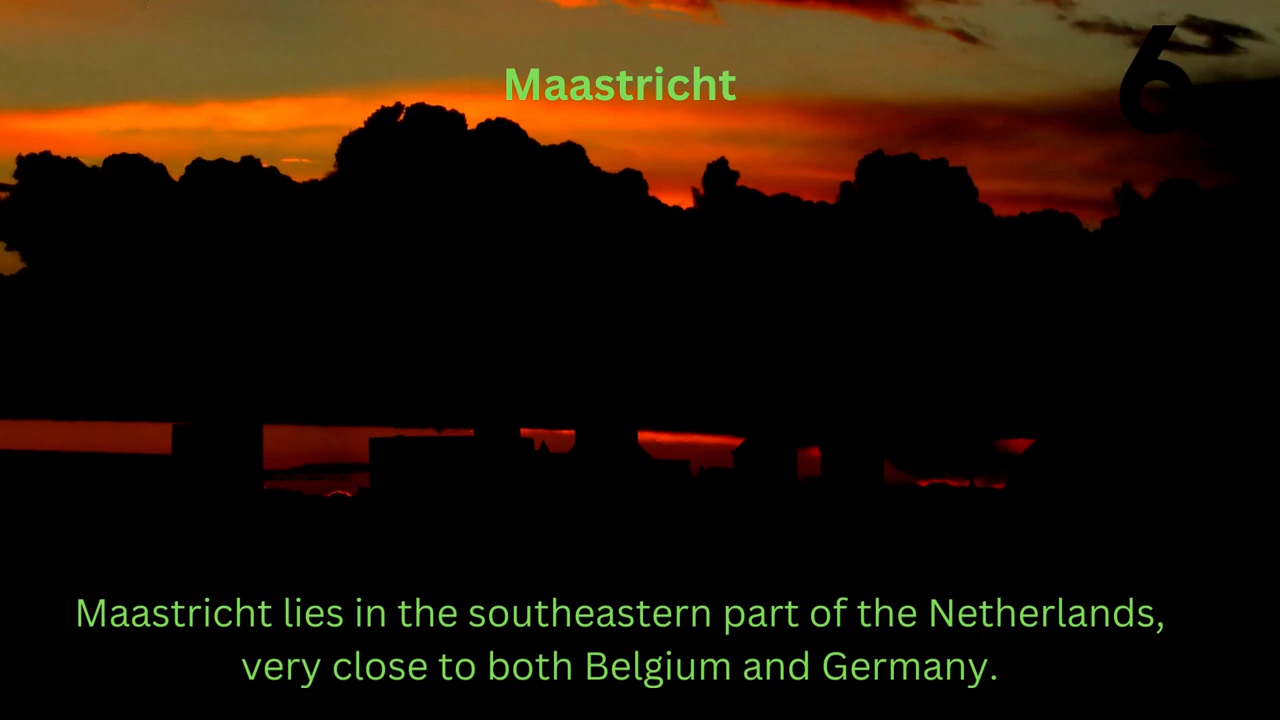 Maastricht
6
Maastricht lies in the southeastern part of the Netherlands,
very close to both Belgium and Germany.